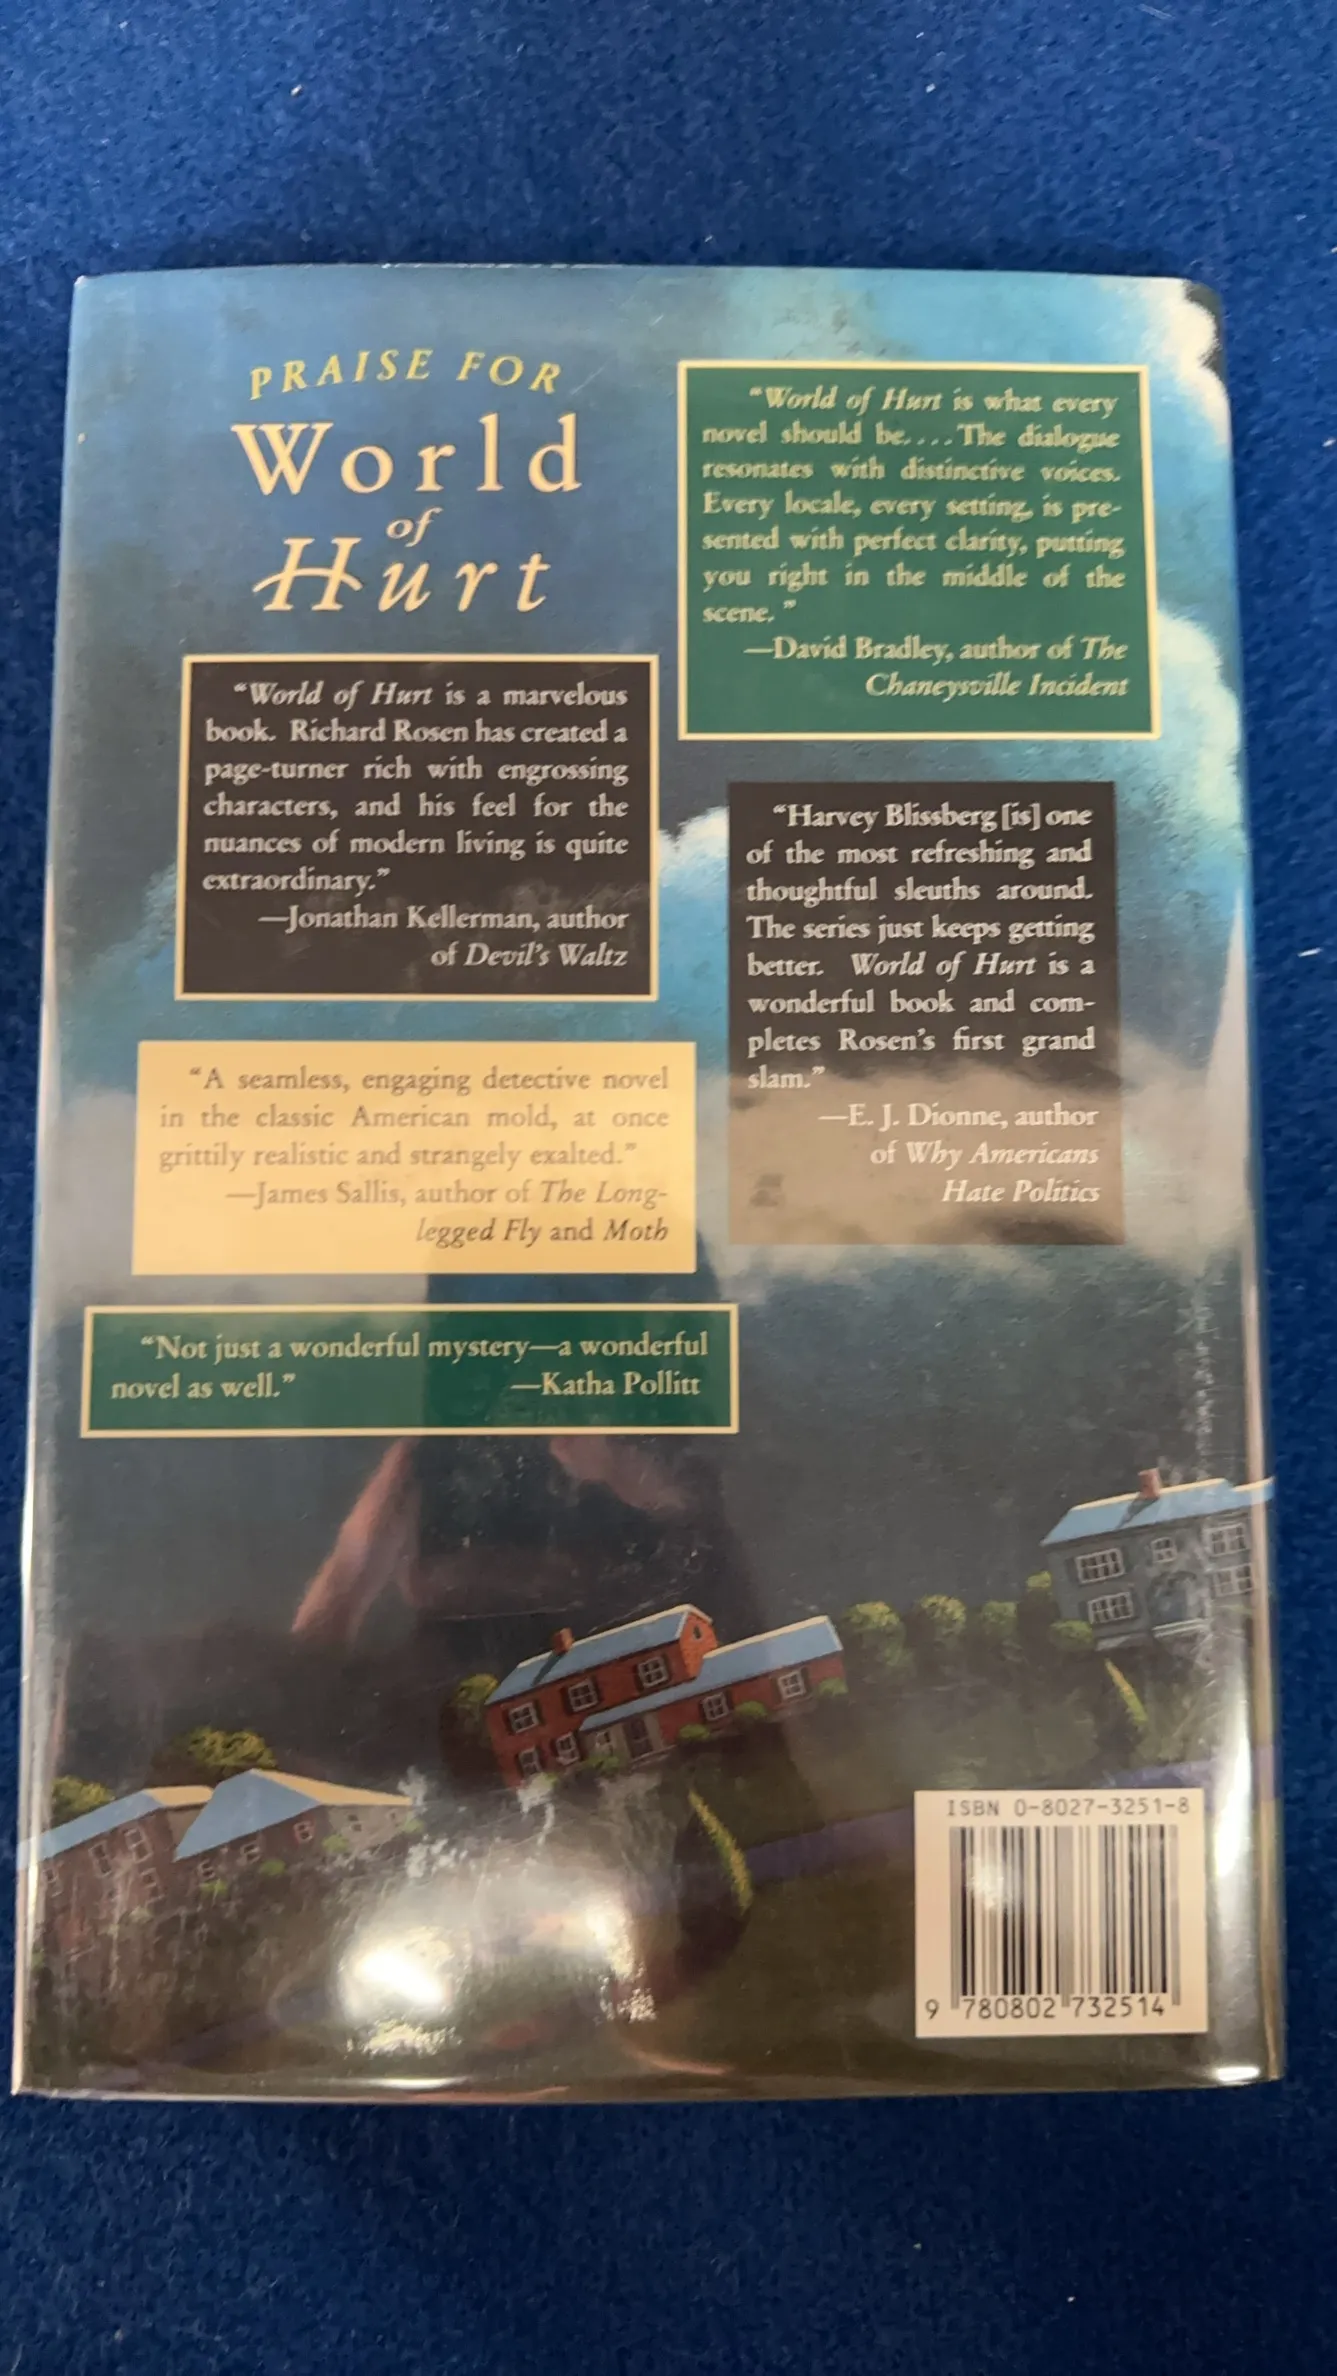 PRAISE FOR
World
of
Hurt
“World of Hurt is a marvelous
book. Richard Rosen has created a
page-turner rich with engrossing
characters, and his feel for the
nuances of modern living is quite
extraordinary.”
—Jonathan Kellerman, author
of Devil’s Waltz
“A seamless, engaging detective novel
in the classic American mold, at once
grittily realistic and strangely exalted.”
—James Sallis, author of The Long-
legged Fly and Moth
“Not just a wonderful mystery—a wonderful
novel as well.” —Katha Pollitt
“World of Hurt is what every
novel should be....The dialogue
resonates with distinctive voices.
Every locale, every setting, is pre-
sented with perfect clarity, putting
you right in the middle of the
scene.”
—David Bradley, author of The
Chaneysville Incident
“Harvey Blissberg [is] one
of the most refreshing and
thoughtful sleuths around.
The series just keeps getting
better. World of Hurt is a
wonderful book and com-
pletes Rosen’s first grand
slam.”
—E. J. Dionne, author
of Why Americans
Hate Politics
ISBN 0-8027-3251-8
9 780802 732514